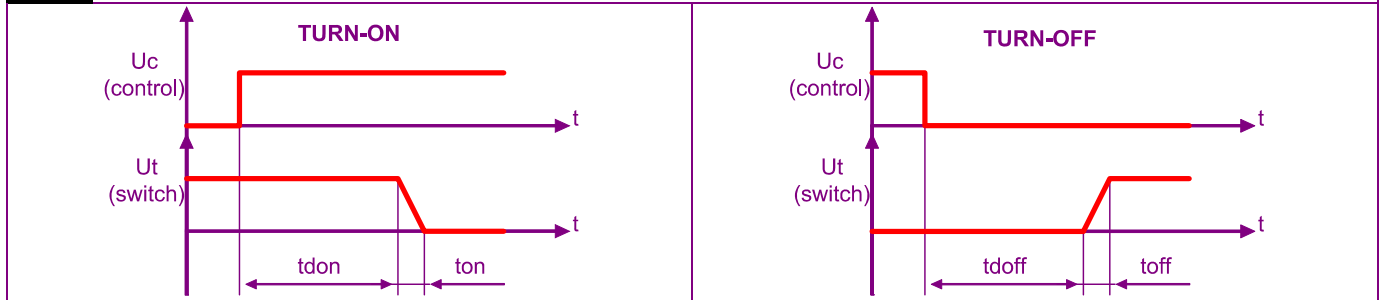 TURN-ON
Uc
(control)
t
Ut
(switch)
t
tdon
ton
TURN-OFF
Uc
(control)
t
Ut
(switch)
t
tdoff
toff